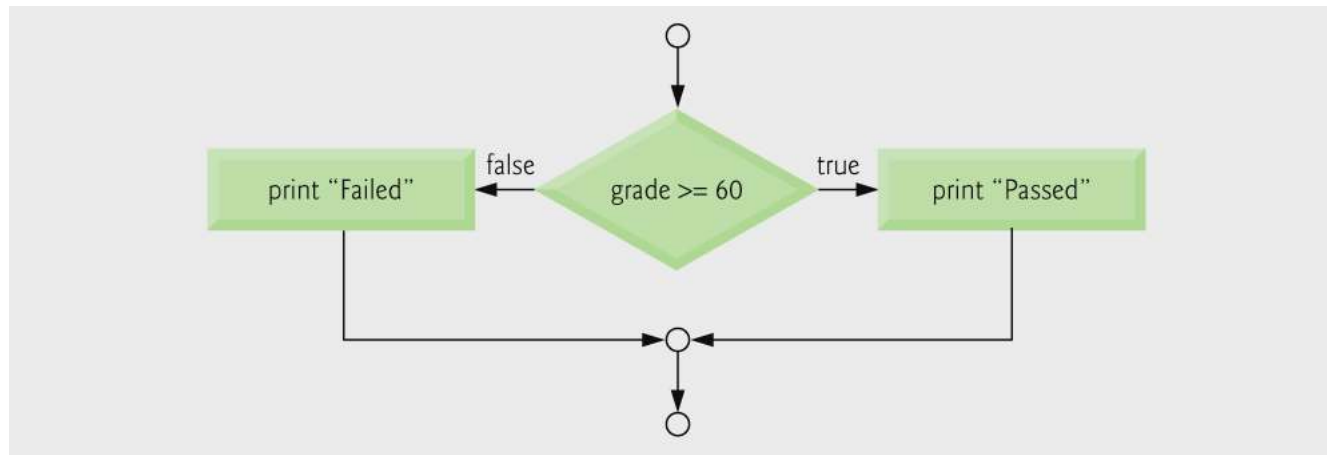 false
true
print “Failed”
grade >= 60
print “Passed”